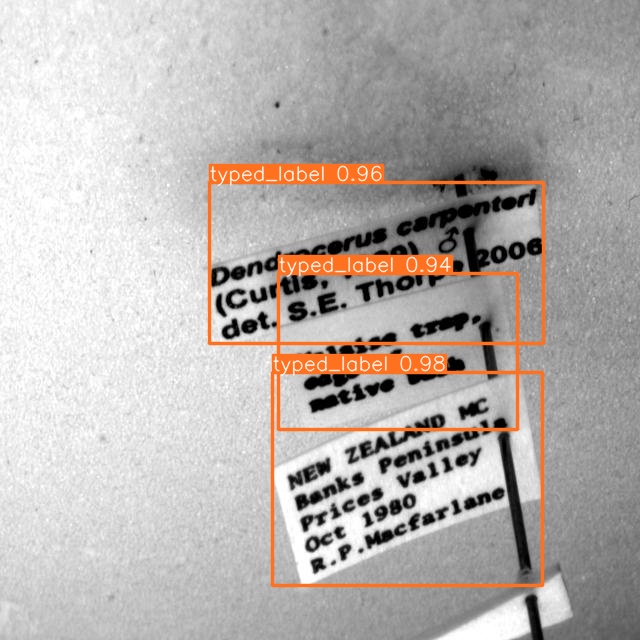 typed_label 0.96
Dendrocerus carpenteri
(Curtis, ♂ 2006
det. S.E. Thorpe
typed_label 0.94
trap,
native
typed_label 0.98
NEW ZEALAND MC
Banks Peninsula
Prices Valley
Oct 1980
R.P.Macfarlane